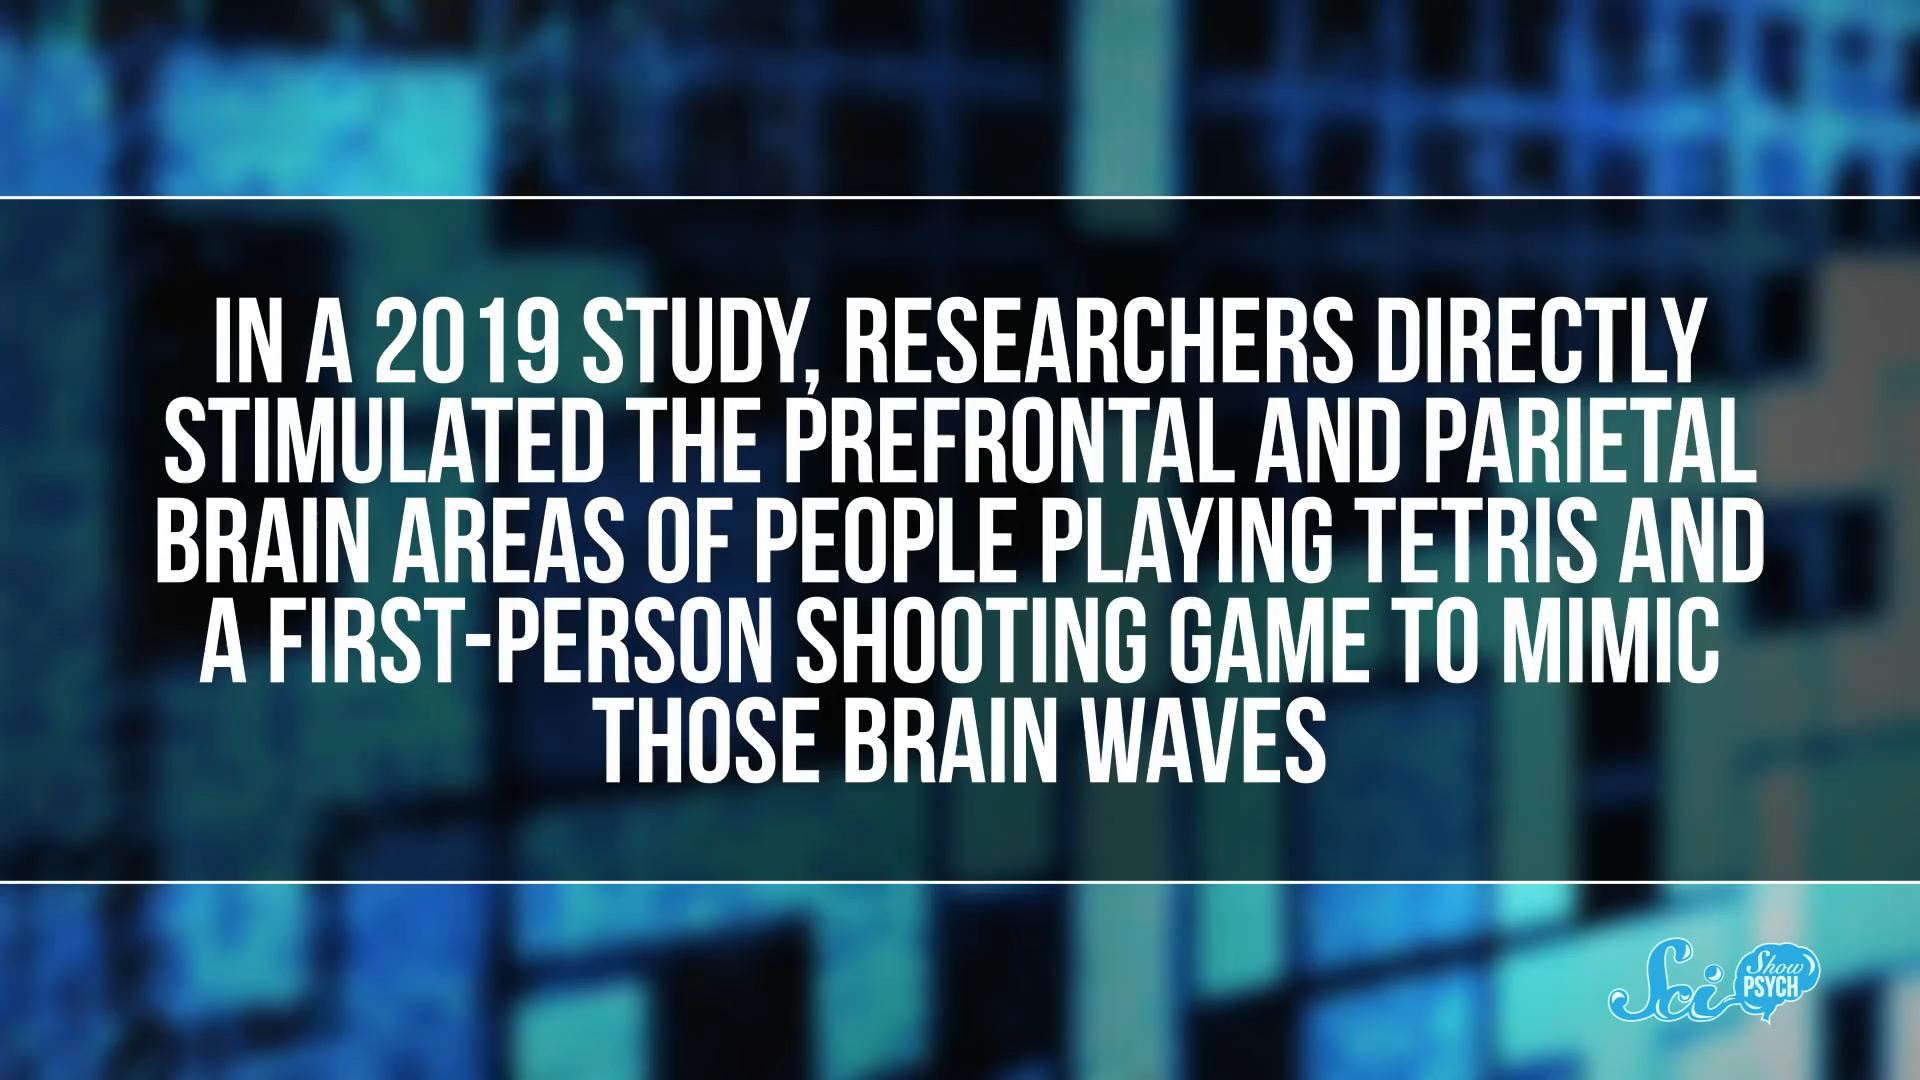 IN A 2019 STUDY, RESEARCHERS DIRECTLY
STIMULATED THE PREFRONTAL AND PARIETAL
BRAIN AREAS OF PEOPLE PLAYING TETRIS AND
A FIRST-PERSON SHOOTING GAME TO MIMIC
THOSE BRAIN WAVES
Sci Show
PSYCH